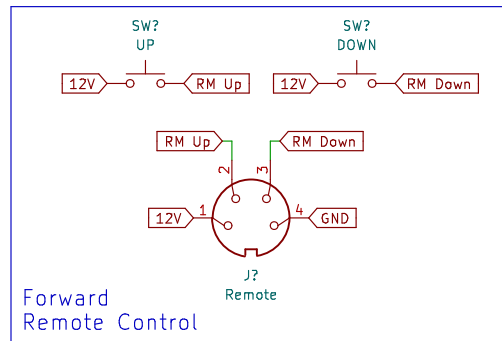 SW?
UP
SW?
DOWN
12V
RM Up
12V
RM Down
RM Up
RM Down
2
3
12V
1
4
GND
J?
Remote
Forward
Remote Control